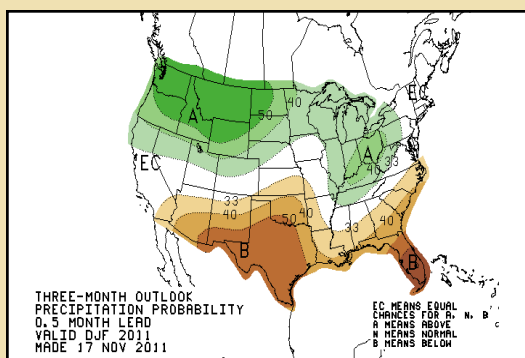 EC
40
50
A
EC
A
33
40
33
40
50
40
33
40
B
B
THREE-MONTH OUTLOOK
PRECIPITATION PROBABILITY
0.5 MONTH LEAD
VALID DJF 2011
MADE 17 NOV 2011
EC MEANS EQUAL
CHANCES FOR A, N, B
A MEANS ABOVE
N MEANS NORMAL
B MEANS BELOW